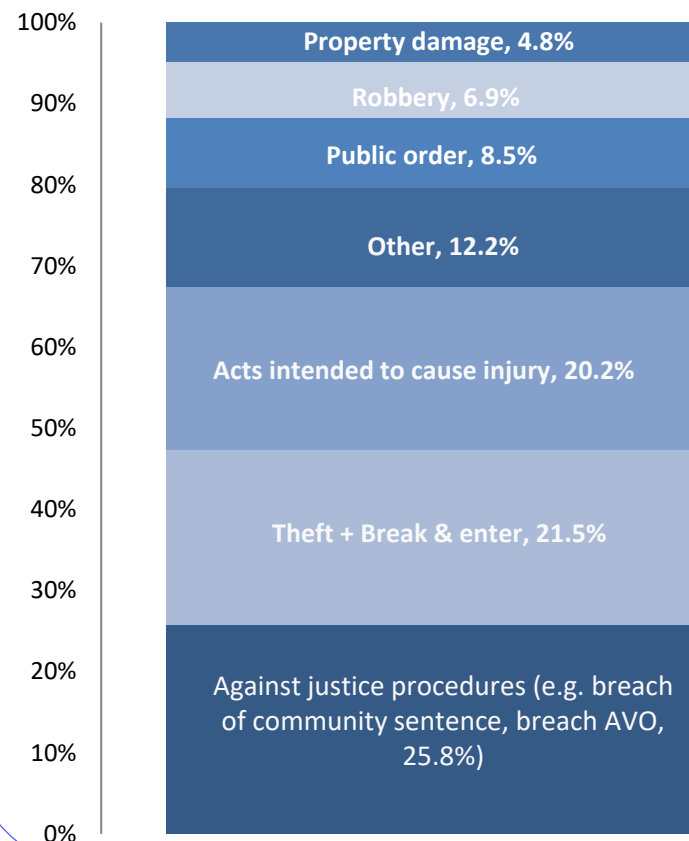 100%
Property damage, 4.8%
90%
Robbery, 6.9%
Public order, 8.5%
80%
Other, 12.2%
70%
60%
Acts intended to cause injury, 20.2%
50%
40%
Theft + Break & enter, 21.5%
30%
20%
Against justice procedures (e.g. breach
of community sentence, breach AVO,
25.8%)
10%
0%